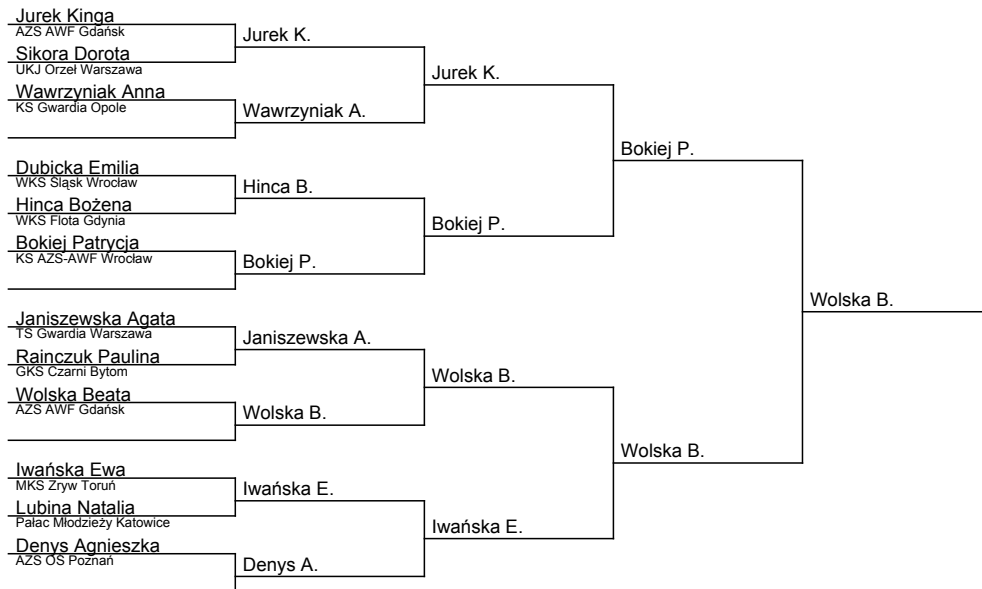 Jurek Kinga
AZS AWF Gdańsk
Sikora Dorota
UKJ Orzeł Warszawa
Wawrzyniak Anna
KS Gwardia Opole
Dubicka Emilia
WKS Śląsk Wrocław
Hinca Bożena
WKS Flota Gdynia
Bokiej Patrycja
KS AZS-AWF Wrocław
Janiszewska Agata
TS Gwardia Warszawa
Rainczuk Paulina
GKS Czarni Bytom
Wolska Beata
AZS AWF Gdańsk
Iwańska Ewa
MKS Zryw Toruń
Lubina Natalia
Pałac Młodzieży Katowice
Denys Agnieszka
AZS OŚ Poznań
Jurek K.
Wawrzyniak A.
Hinca B.
Bokiej P.
Janiszewska A.
Wolska B.
Iwańska E.
Denys A.
Jurek K.
Bokiej P.
Wolska B.
Iwańska E.
Bokiej P.
Wolska B.
Wolska B.